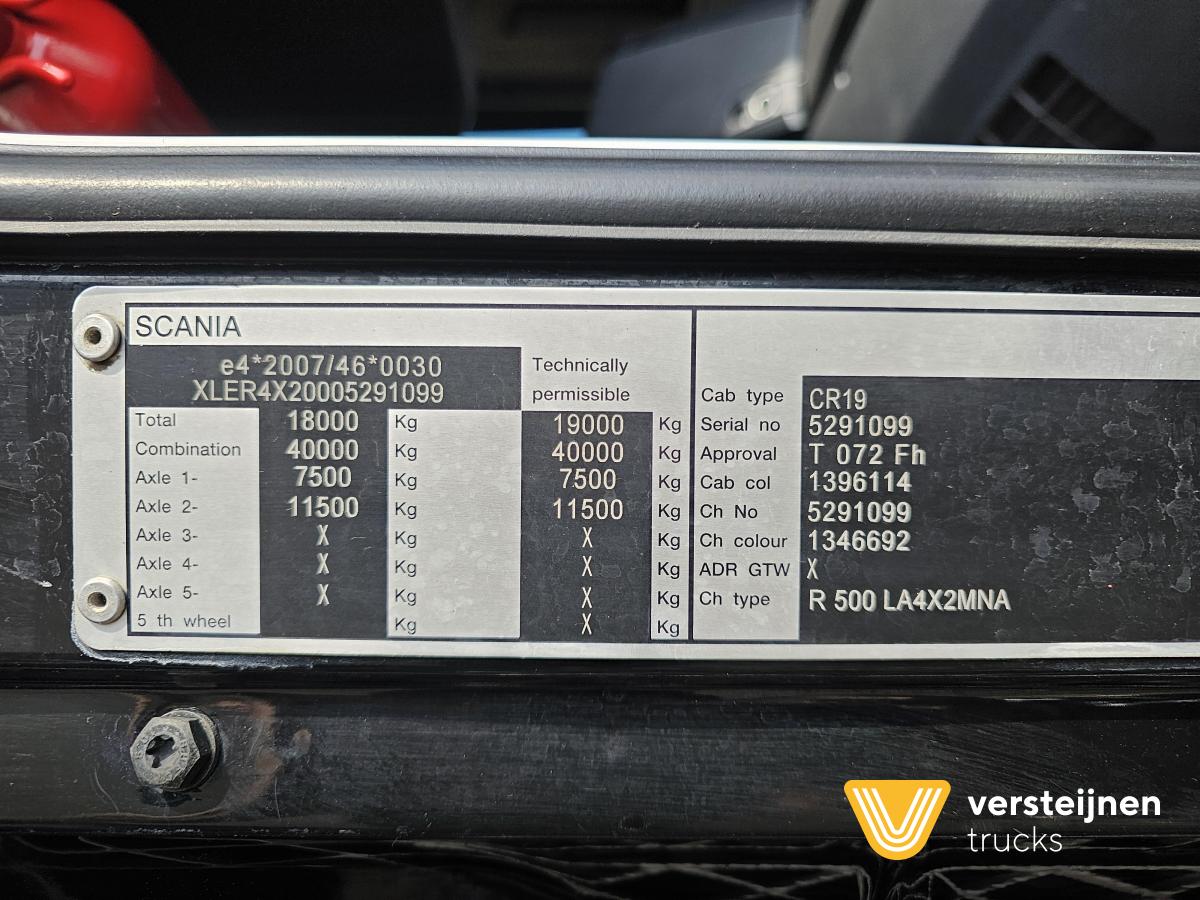 SCANIA
e4*2007/46*0030
XLER4X20005291099
Technically
permissible
Total 18000 Kg 19000 Kg
Combination 40000 Kg 40000 Kg
Axle 1- 7500 Kg 7500 Kg
Axle 2- 11500 Kg 11500 Kg
Axle 3- X Kg X Kg
Axle 4- X Kg X Kg
Axle 5- X Kg X Kg
5 th wheel Kg X Kg
Cab type CR19
Serial no 5291099
Approval T 072 Fh
Cab col 1396114
Ch No 5291099
Ch colour 1346692
ADR GTW X
Ch type R 500 LA4X2MNA
versteijnen
trucks